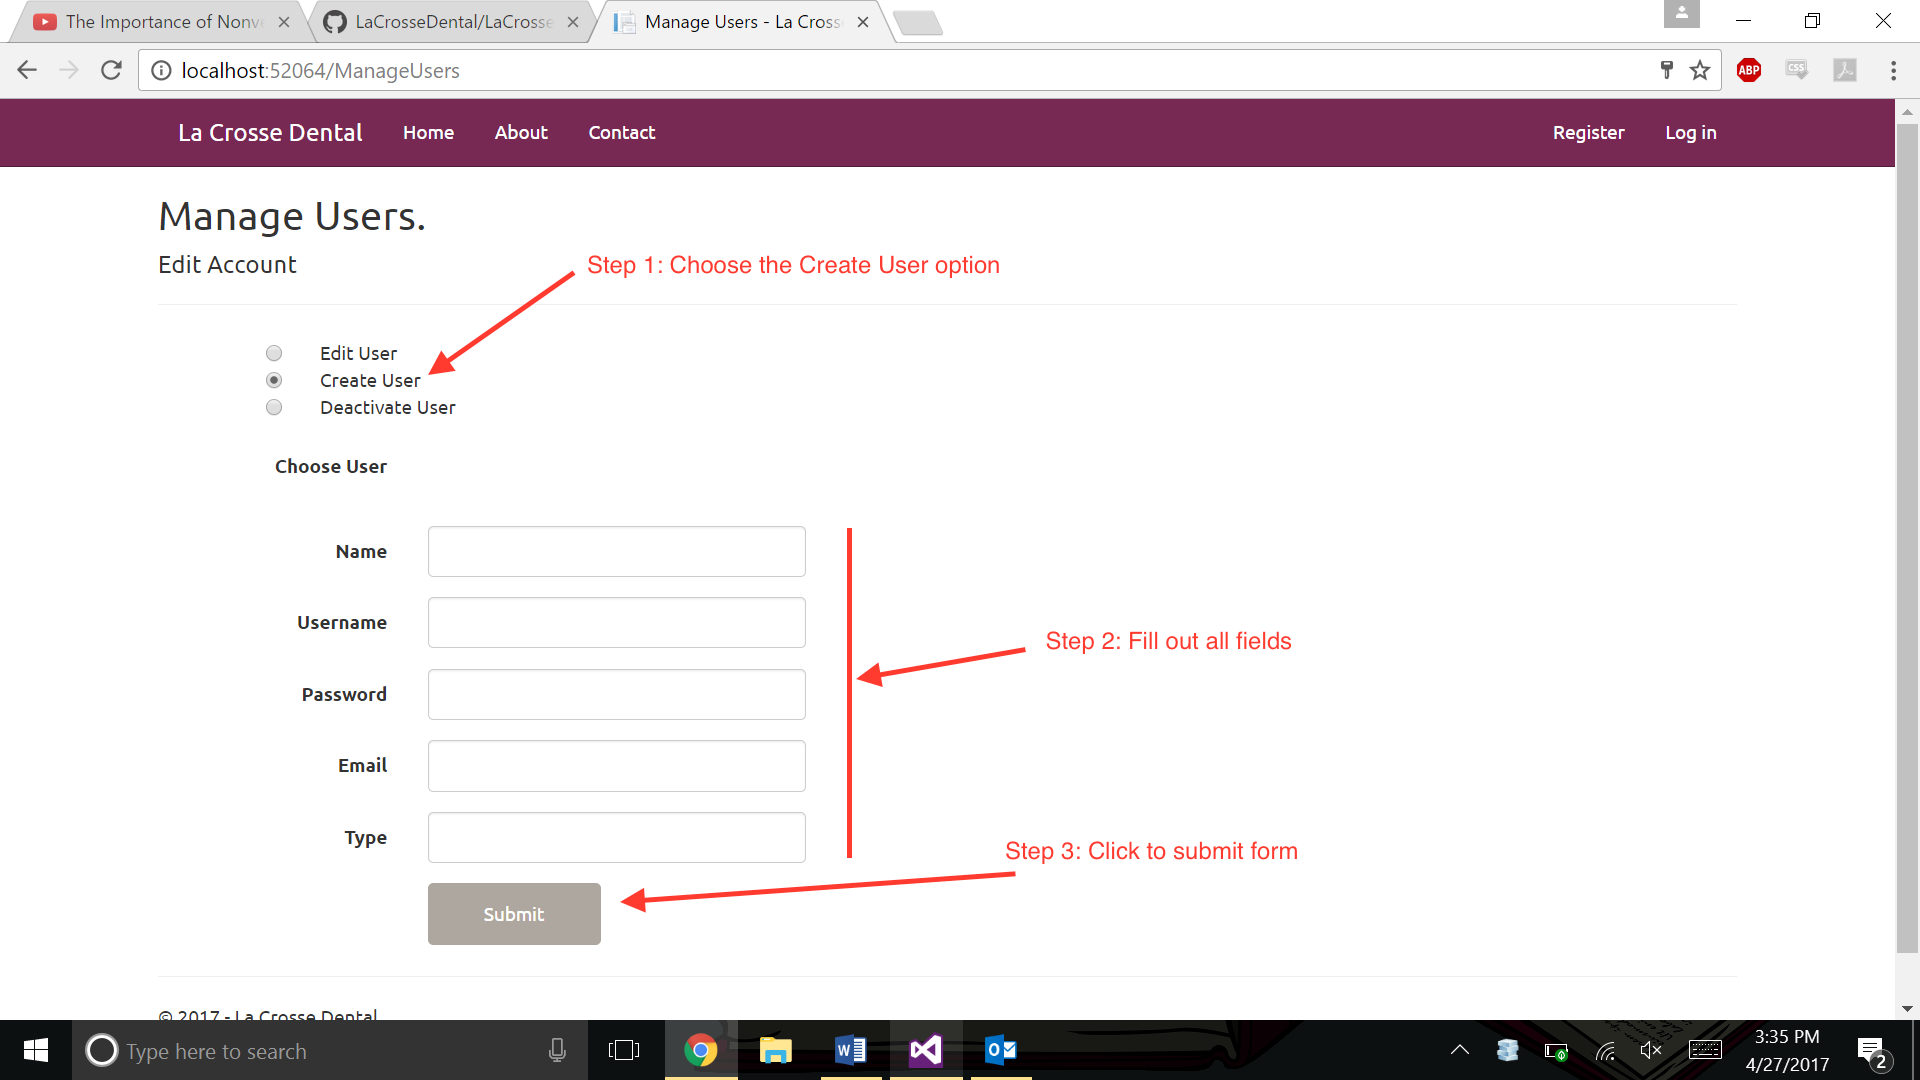 The Importance of Nonv
LaCrosseDental/LaCrosse
Manage Users - La Cross
localhost:52064/ManageUsers
ABP
CSS
La Crosse Dental
Home
About
Contact
Register
Log in
Manage Users.
Edit Account
Step 1: Choose the Create User option
Edit User
Create User
Deactivate User
Choose User
Name
Username
Step 2: Fill out all fields
Password
Email
Type
Step 3: Click to submit form
Submit
© 2017 - La Crosse Dental
Type here to search
3:35 PM
4/27/2017
2